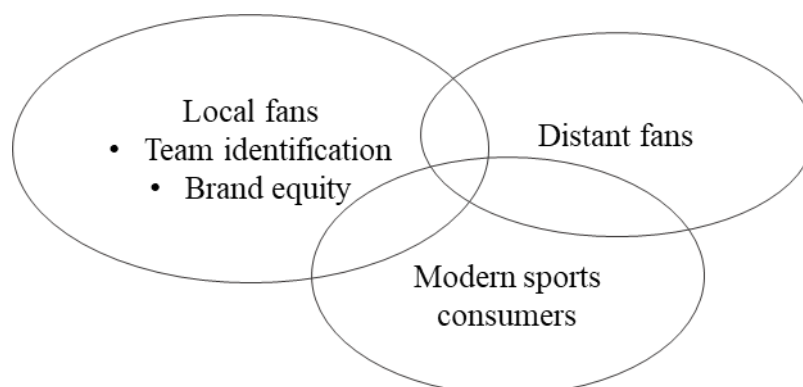 Local fans
• Team identification
• Brand equity
Distant fans
Modern sports
consumers